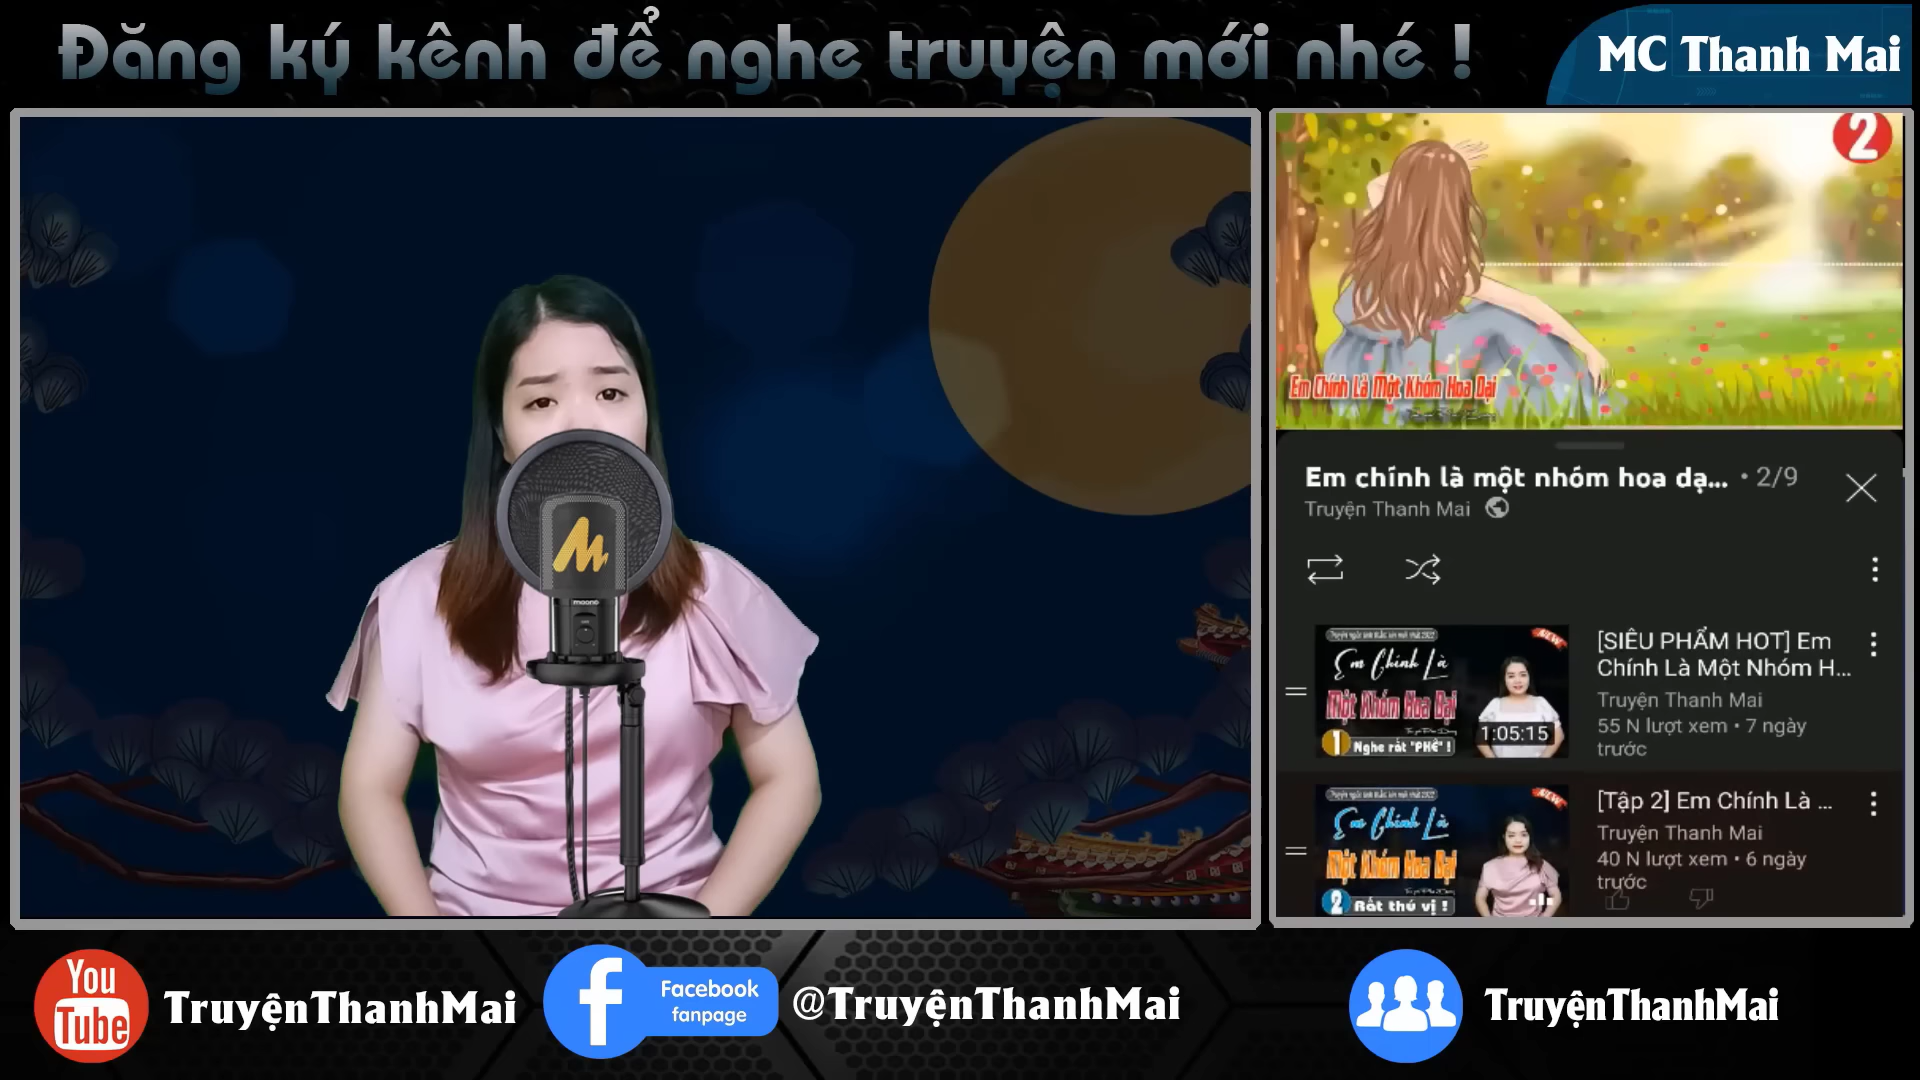 Đăng ký kênh để nghe truyện mới nhé !
MC Thanh Mai
2
Em Chính Là Một Khóm Hoa Dại
Em chính là một nhóm hoa dạ... • 2/9
Truyện Thanh Mai
[SIÊU PHẨM HOT] Em
Chính Là Một Nhóm H...
Truyện Thanh Mai
55 N lượt xem • 7 ngày
trước
NEW
Em Chính Là
Một Khóm Hoa Dại
1 Nghe rất "PHÊ" !
1:05:15
[Tập 2] Em Chính Là ...
Truyện Thanh Mai
40 N lượt xem • 6 ngày
trước
NEW
Em Chính Là
Một Khóm Hoa Dại
2 Rất thú vị !
maono
You
Tube
TruyệnThanhMai
f
Facebook
fanpage
@TruyệnThanhMai
TruyệnThanhMai